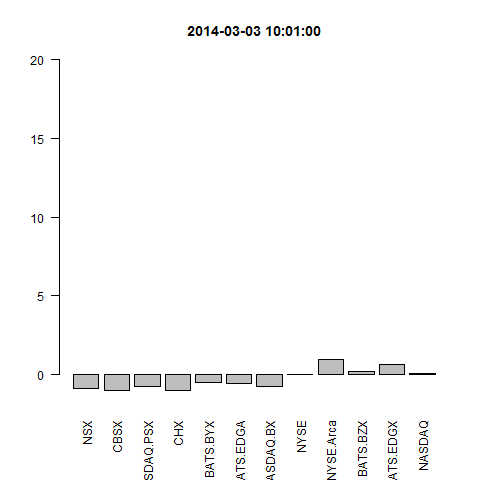 2014-03-03 10:01:00
20
15
10
5
0
NSX
CBSX
SDAQ.PSX
CHX
BATS.BYX
ATS.EDGA
ASDAQ.BX
NYSE
NYSE.Arca
BATS.BZX
ATS.EDGX
NASDAQ